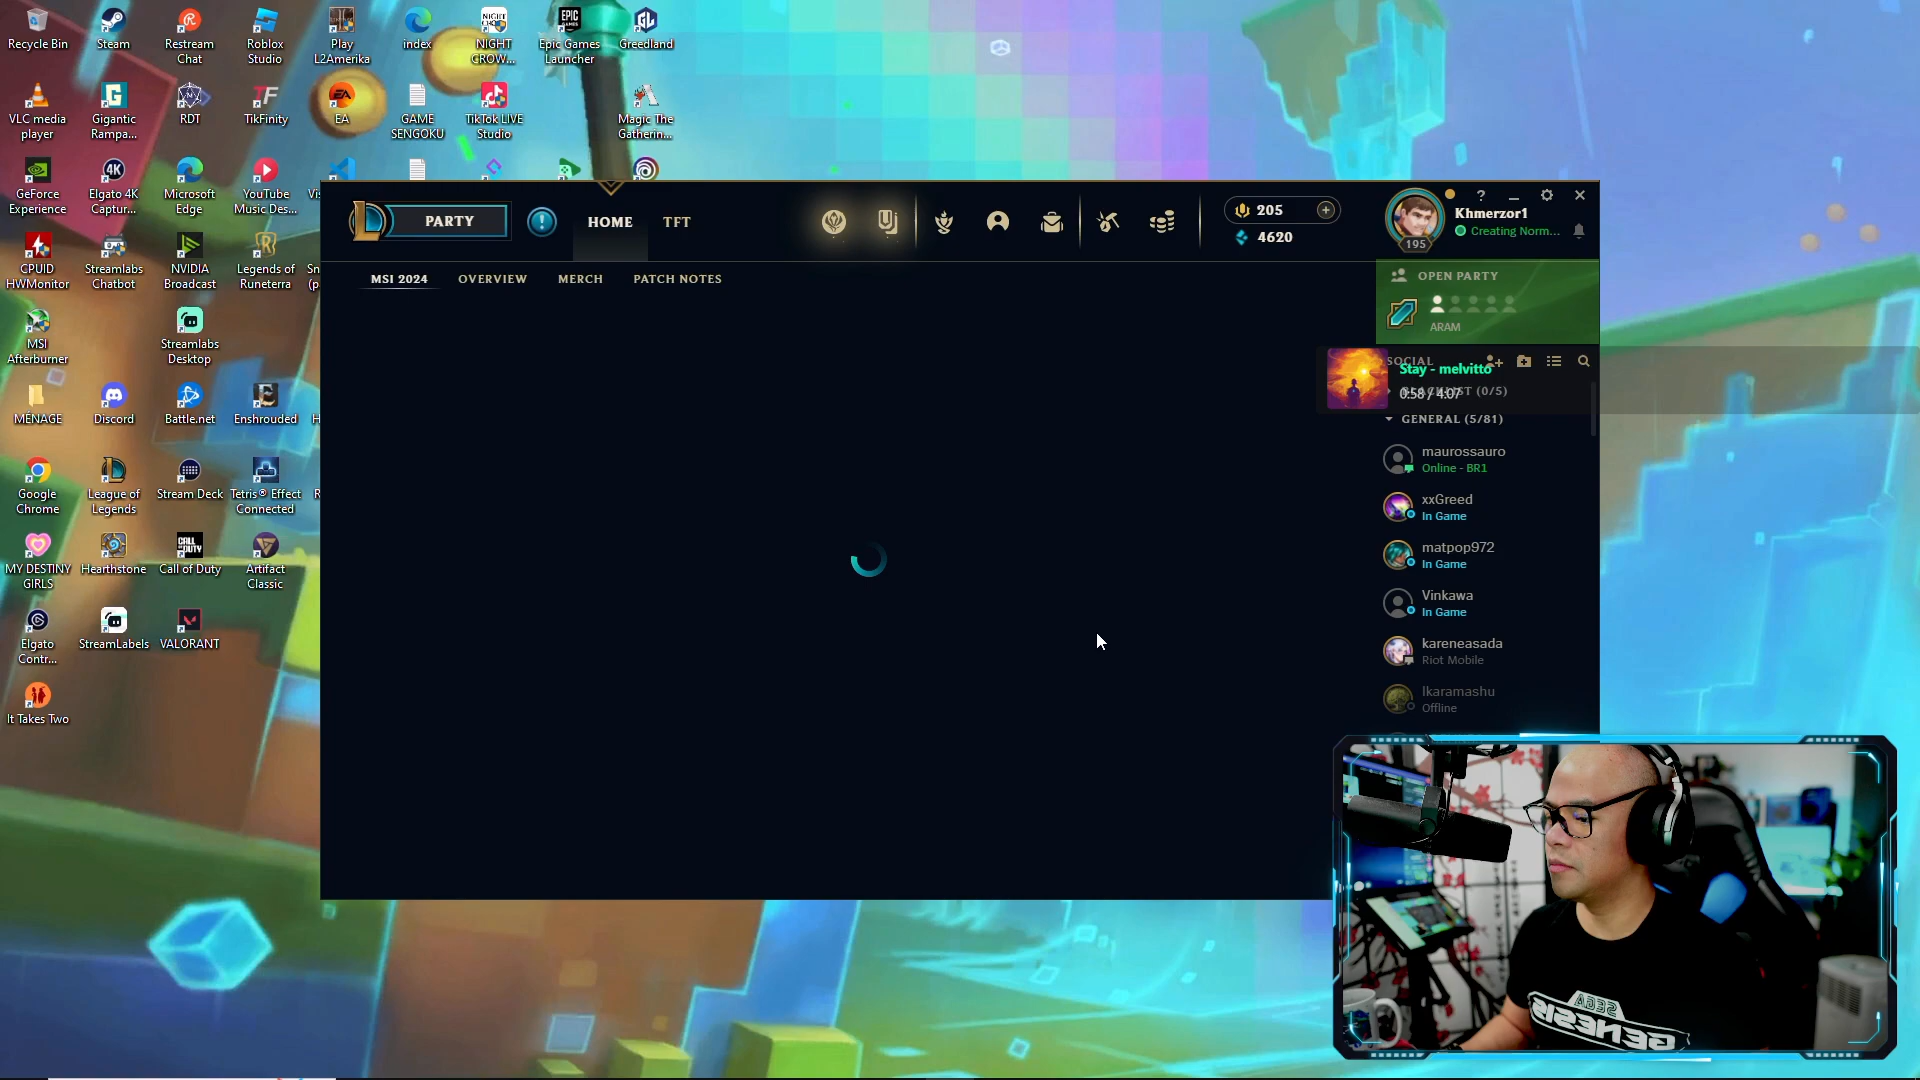 Recycle Bin
Steam
Restream
Chat
Roblox
Studio
Play
L2Amerika
index
NIGHT
CROW...
Epic Games
Launcher
Greedland
VLC media
player
Gigantic
Rampa...
RDT
TikFinity
EA
GAME
SENGOKU
TikTok LIVE
Studio
Magic The
Gatherin...
GeForce
Experience
Elgato 4K
Captur...
Microsoft
Edge
YouTube
Music Des...
CPUID
HWMonitor
Streamlabs
Chatbot
NVIDIA
Broadcast
Legends of
Runeterra
MSI
Afterburner
Streamlabs
Desktop
MENAGE
Discord
Battle.net
Enshrouded
Google
Chrome
League of
Legends
Stream Deck
Tetris® Effect
Connected
MY DESTINY
GIRLS
Hearthstone
Call of Duty
Artifact
Classic
Elgato
Contr...
StreamLabels
VALORANT
It Takes Two
PARTY
HOME
TFT
205
4620
195
Khmerzor1
Creating Norm...
MSI 2024
OVERVIEW
MERCH
PATCH NOTES
OPEN PARTY
ARAM
SOCIAL
Stay - melvitto
0:58 / 4:07
GENERAL (5/81)
maurossauro
Online - BR1
xxGreed
In Game
matpop972
In Game
Vinkawa
In Game
kareneasada
Riot Mobile
Offline
SEGA
GENESIS